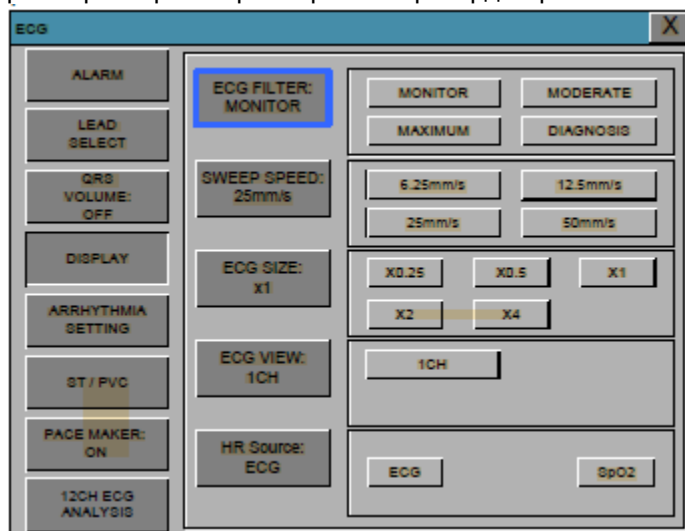 ECG X
ALARM
LEAD
SELECT
QRS
VOLUME:
OFF
DISPLAY
ARRHYTHMIA
SETTING
ST / PVC
PACE MAKER:
ON
12CH ECG
ANALYSIS
ECG FILTER:
MONITOR
MONITOR MODERATE
MAXIMUM DIAGNOSIS
SWEEP SPEED:
25mm/s
6.25mm/s 12.5mm/s
25mm/s 50mm/s
ECG SIZE:
x1
X0.25 X0.5 X1
X2 X4
ECG VIEW:
1CH
1CH
HR Source:
ECG
ECG SpO2